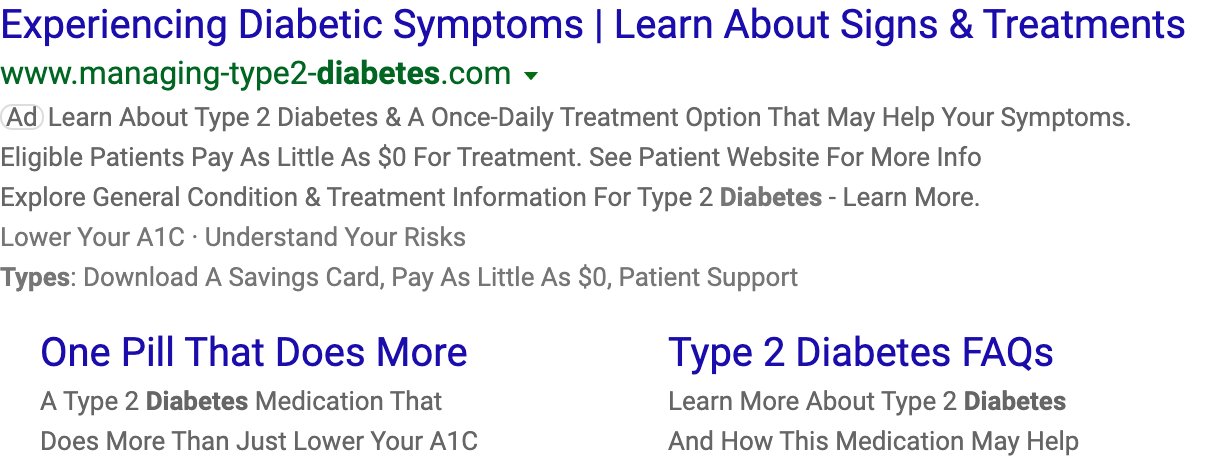 Experiencing Diabetic Symptoms | Learn About Signs & Treatments
www.managing-type2-diabetes.com
Ad Learn About Type 2 Diabetes & A Once-Daily Treatment Option That May Help Your Symptoms.
Eligible Patients Pay As Little As $0 For Treatment. See Patient Website For More Info
Explore General Condition & Treatment Information For Type 2 Diabetes - Learn More.
Lower Your A1C · Understand Your Risks
Types: Download A Savings Card, Pay As Little As $0, Patient Support
One Pill That Does More
A Type 2 Diabetes Medication That
Does More Than Just Lower Your A1C
Type 2 Diabetes FAQs
Learn More About Type 2 Diabetes
And How This Medication May Help